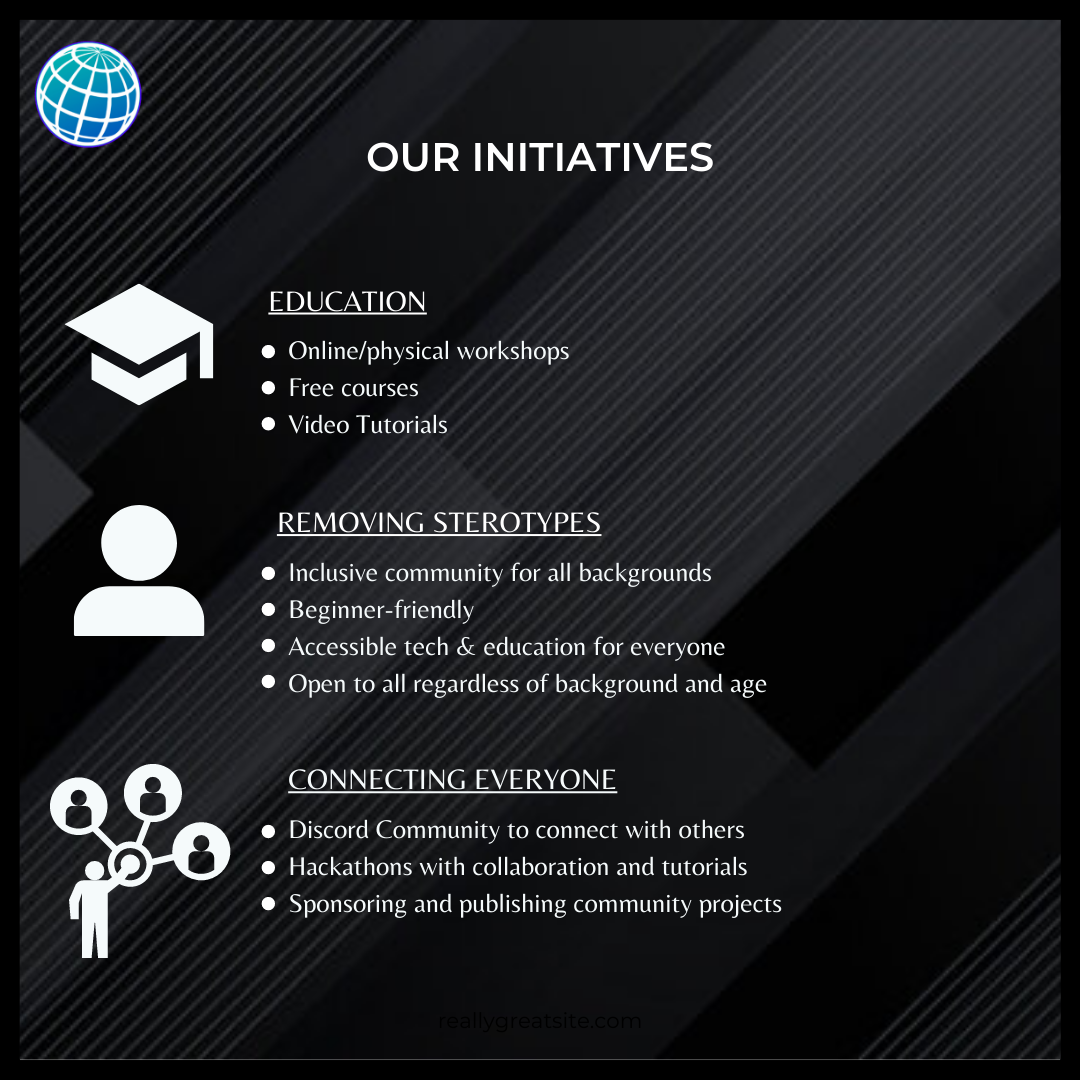 OUR INITIATIVES
EDUCATION
Online/physical workshops
Free courses
Video Tutorials
REMOVING STEROTYPES
Inclusive community for all backgrounds
Beginner-friendly
Accessible tech & education for everyone
Open to all regardless of background and age
CONNECTING EVERYONE
Discord Community to connect with others
Hackathons with collaboration and tutorials
Sponsoring and publishing community projects
reallygreatsite.com